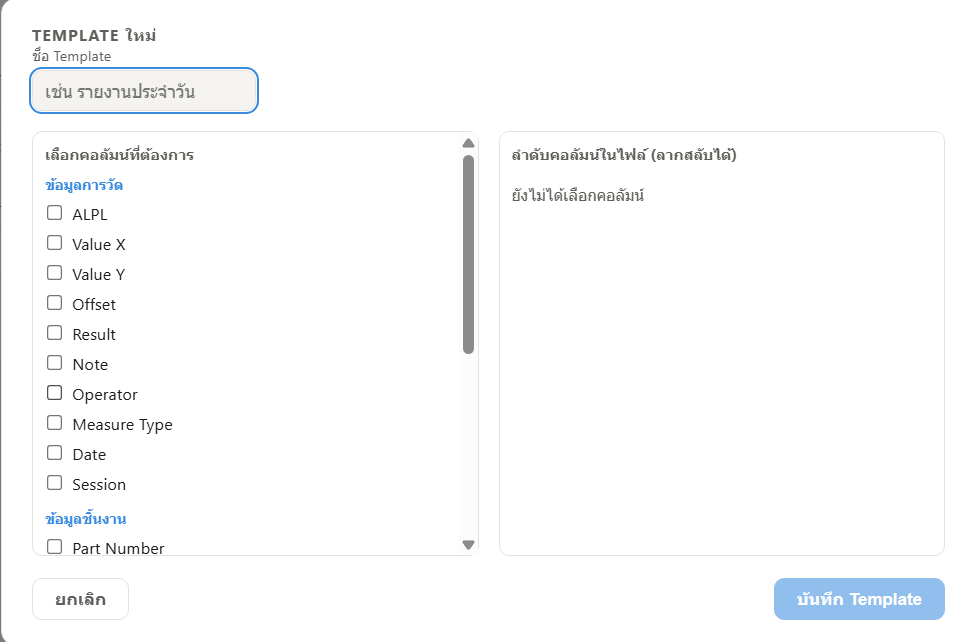 TEMPLATE ใหม่
ชื่อ Template
เช่น รายงานประจำวัน
เลือกคอลัมน์ที่ต้องการ
ข้อมูลการวัด
ALPL
Value X
Value Y
Offset
Result
Note
Operator
Measure Type
Date
Session
ข้อมูลชิ้นงาน
Part Number
ลำดับคอลัมน์ในไฟล์ (ลากสลับได้)
ยังไม่ได้เลือกคอลัมน์
ยกเลิก
บันทึก Template